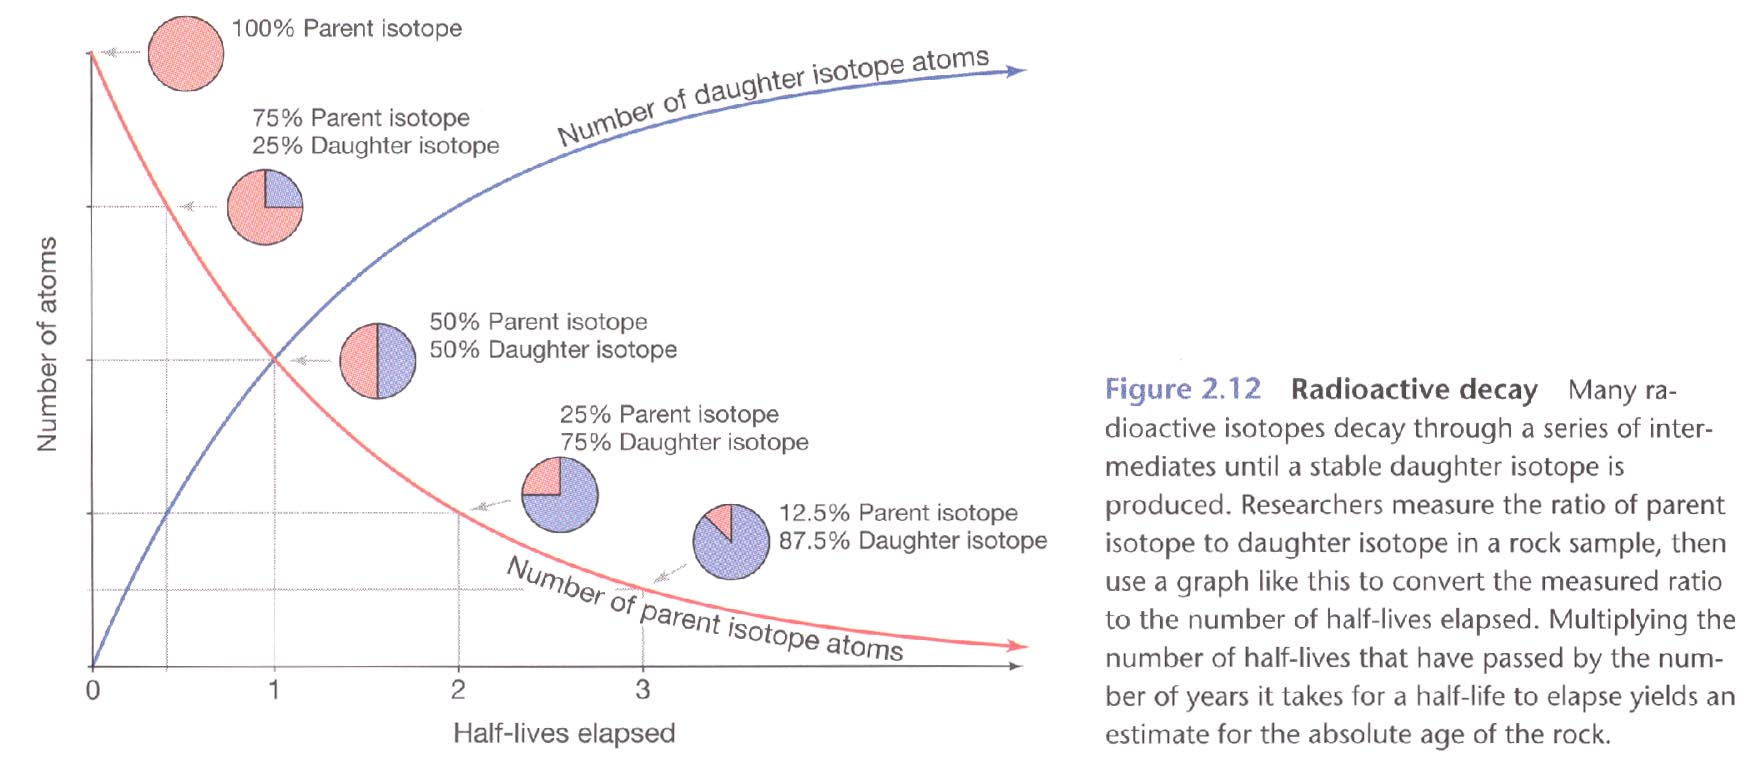 100% Parent isotope
75% Parent isotope
25% Daughter isotope
Number of daughter isotope atoms
50% Parent isotope
50% Daughter isotope
25% Parent isotope
75% Daughter isotope
12.5% Parent isotope
87.5% Daughter isotope
Number of parent isotope atoms
Number of atoms
0 1 2 3
Half-lives elapsed
Figure 2.12 Radioactive decay Many ra-
dioactive isotopes decay through a series of inter-
mediates until a stable daughter isotope is
produced. Researchers measure the ratio of parent
isotope to daughter isotope in a rock sample, then
use a graph like this to convert the measured ratio
to the number of half-lives elapsed. Multiplying the
number of half-lives that have passed by the num-
ber of years it takes for a half-life to elapse yields an
estimate for the absolute age of the rock.